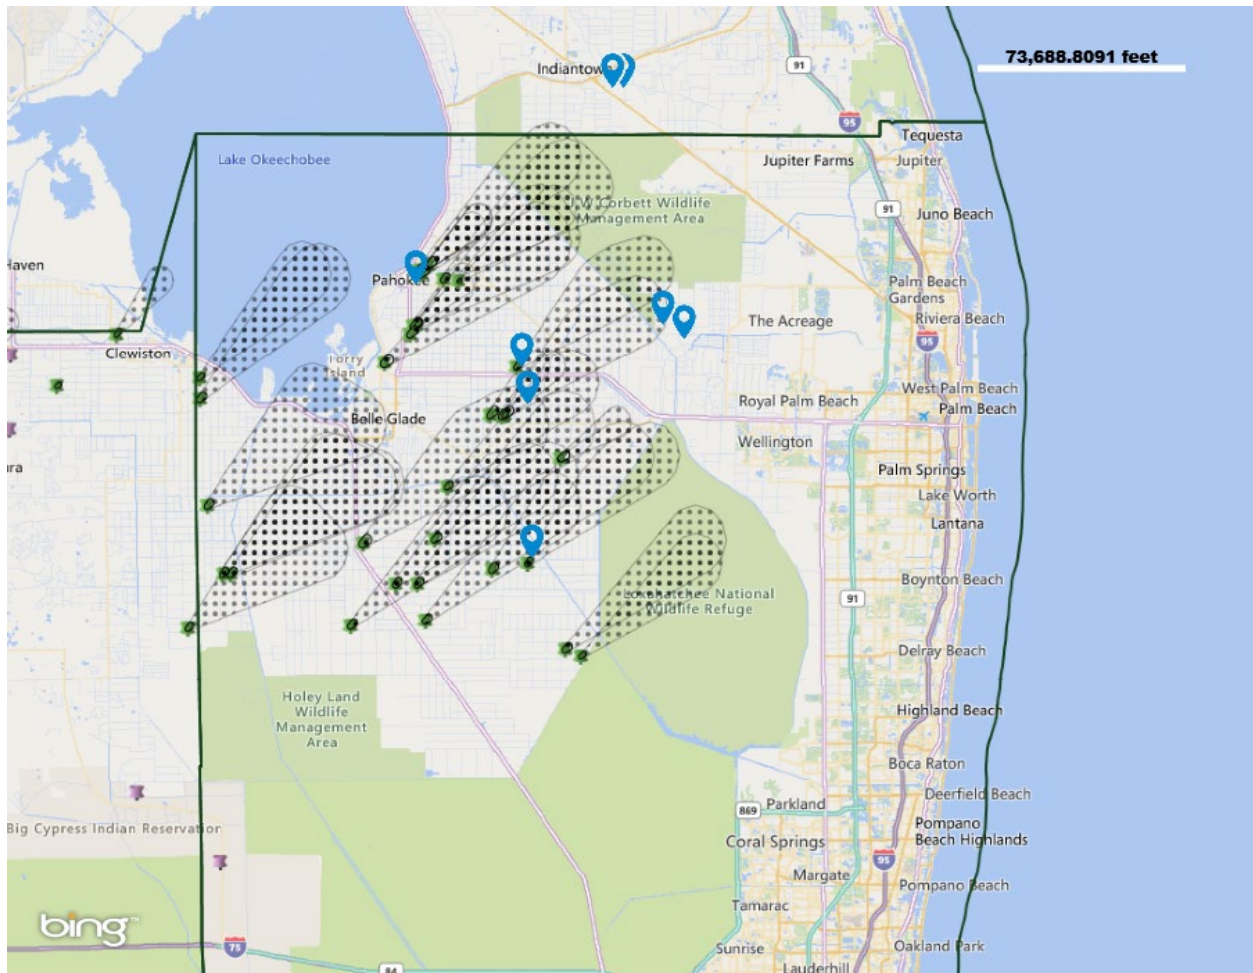 73,688.8091 feet
Indiantown
91
95
Tequesta
Lake Okeechobee
Jupiter Farms
Jupiter
91
J W Corbett Wildlife
Management Area
Juno Beach
Haven
Pahokee
Palm Beach
Gardens
Riviera Beach
The Acreage
95
Clewiston
Torry
Island
West Palm Beach
Royal Palm Beach
Palm Beach
Belle Glade
Wellington
Palm Springs
Lake Worth
Lantana
Boynton Beach
Loxahatchee National
Wildlife Refuge
91
Delray Beach
Holey Land
Wildlife
Management
Area
Highland Beach
Boca Raton
Deerfield Beach
Parkland
869
Big Cypress Indian Reservation
Pompano
Beach Highlands
Coral Springs
95
Margate
Pompano Beach
Tamarac
bing™
75
Sunrise
Oakland Park
84
Lauderhill